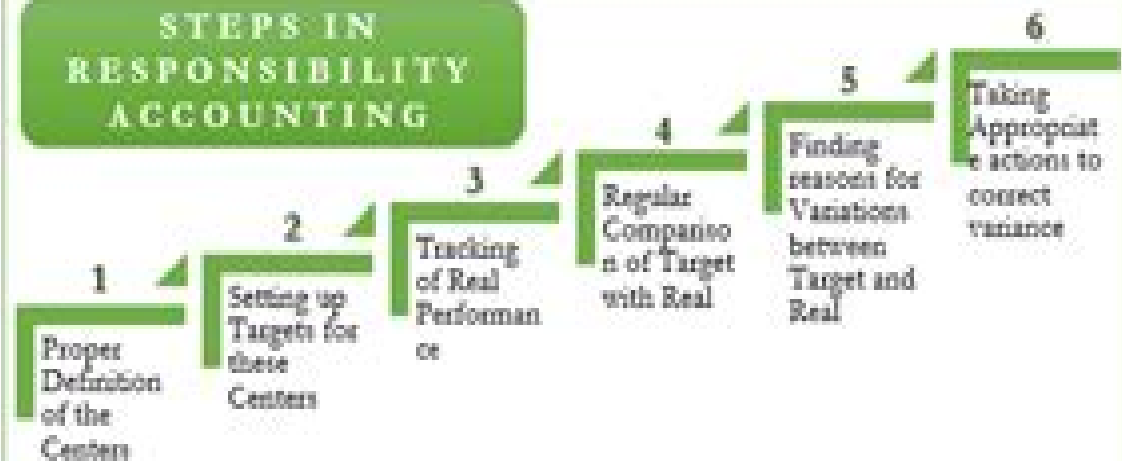 STEPS IN
RESPONSIBILITY
ACCOUNTING
1
Proper
Definition
of the
Centers
2
Setting up
Targets for
these
Centers
3
Tracking
of Real
Performan
ce
4
Regular
Compariso
n of Target
with Real
5
Finding
reasons for
Variations
between
Target and
Real
6
Taking
Appropriat
e actions to
correct
variance